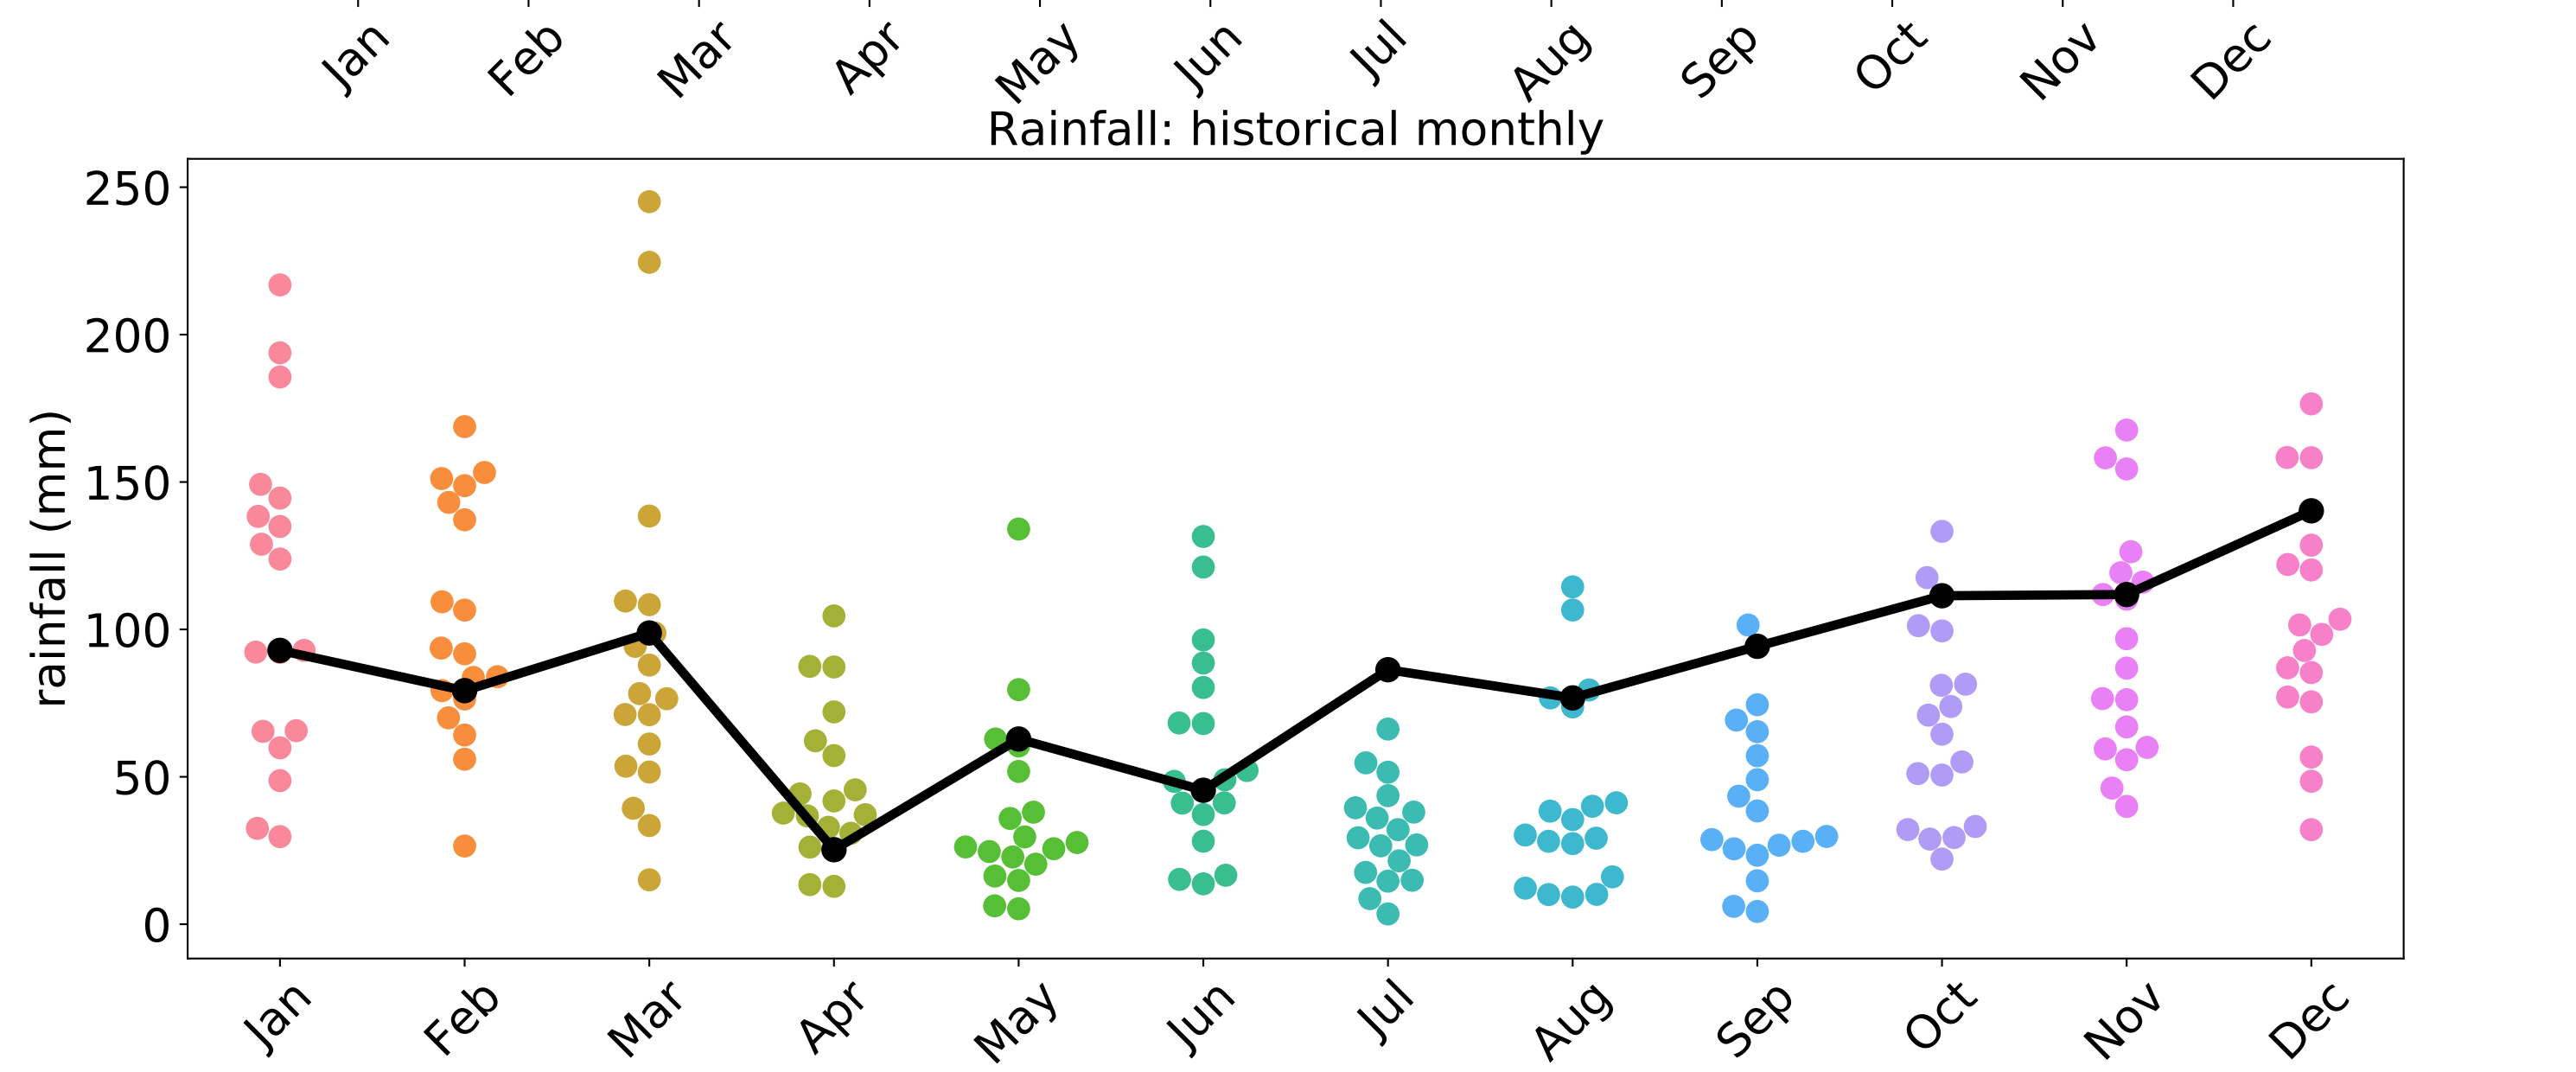 Jan Feb Mar Apr May Jun Jul Aug Sep Oct Nov Dec
Rainfall: historical monthly
250
200
150
100
50
0
rainfall (mm)
Jan Feb Mar Apr May Jun Jul Aug Sep Oct Nov Dec